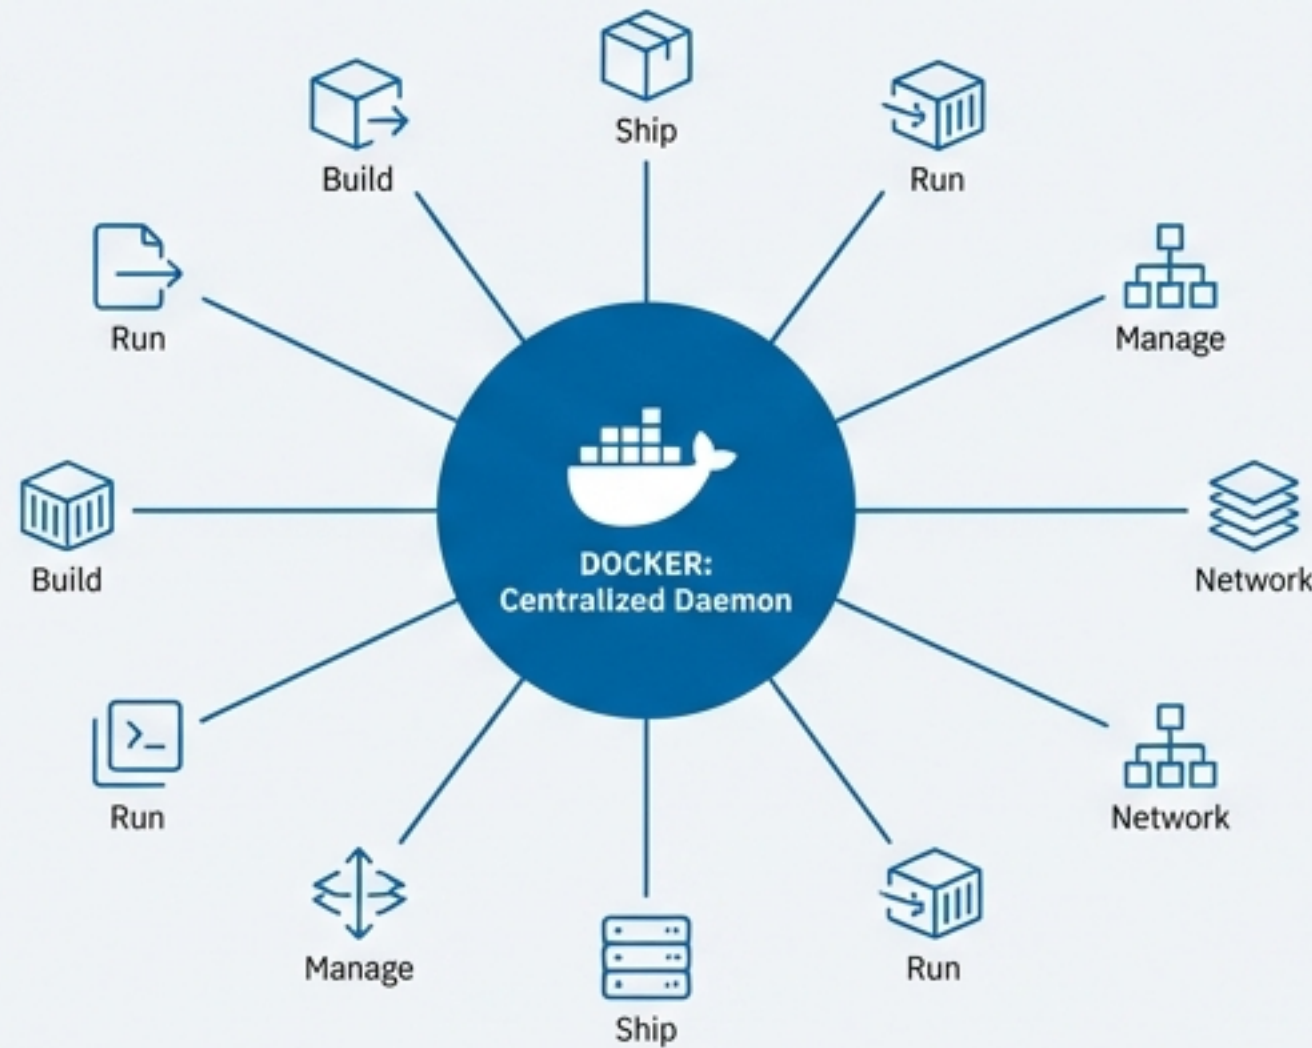 Ship
Build
Run
Run
Manage
DOCKER:
Centralized Daemon
Build
Network
Run
Network
Manage
Run
Ship